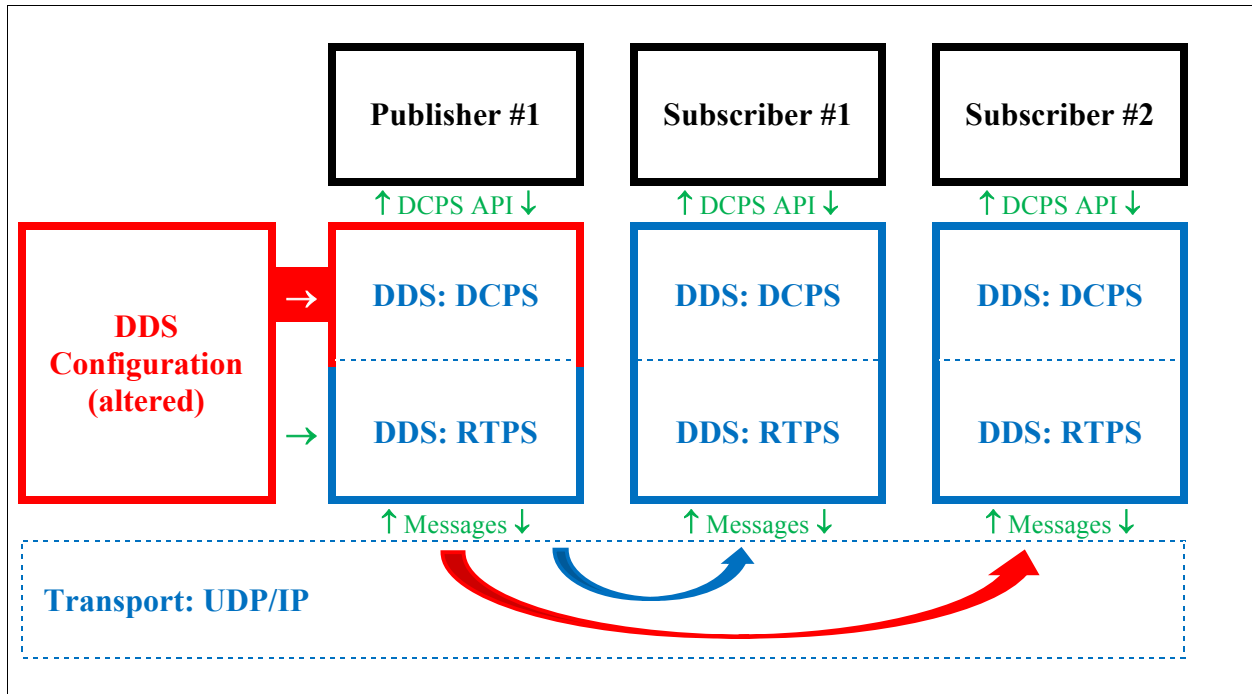 Publisher #1
Subscriber #1
Subscriber #2
↑ DCPS API ↓
↑ DCPS API ↓
↑ DCPS API ↓
DDS
Configuration
(altered)
→
→
DDS: DCPS
DDS: RTPS
DDS: DCPS
DDS: RTPS
DDS: DCPS
DDS: RTPS
↑ Messages ↓
↑ Messages ↓
↑ Messages ↓
Transport: UDP/IP